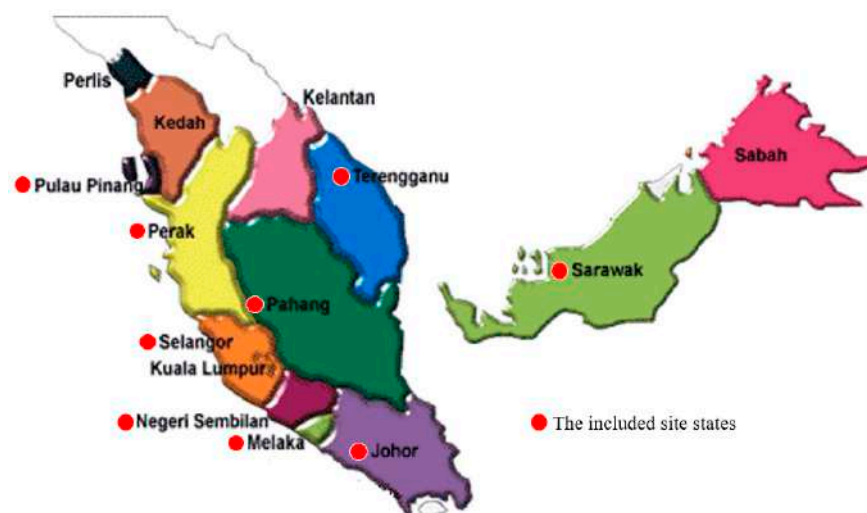 Perlis
Kelantan
Kedah
Sabah
Pulau Pinang
Terengganu
Perak
Sarawak
Pahang
Selangor
Kuala Lumpur
Negeri Sembilan
The included site states
Melaka
Johor